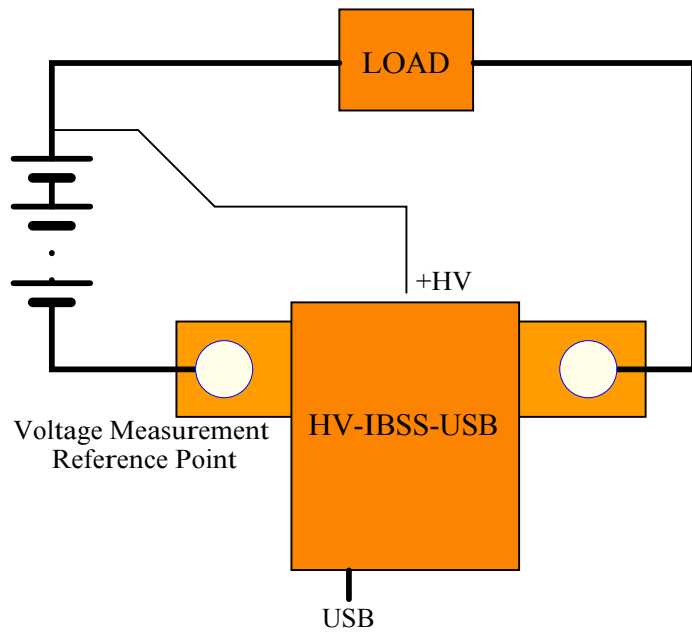 LOAD
+HV
Voltage Measurement
Reference Point
HV-IBSS-USB
USB